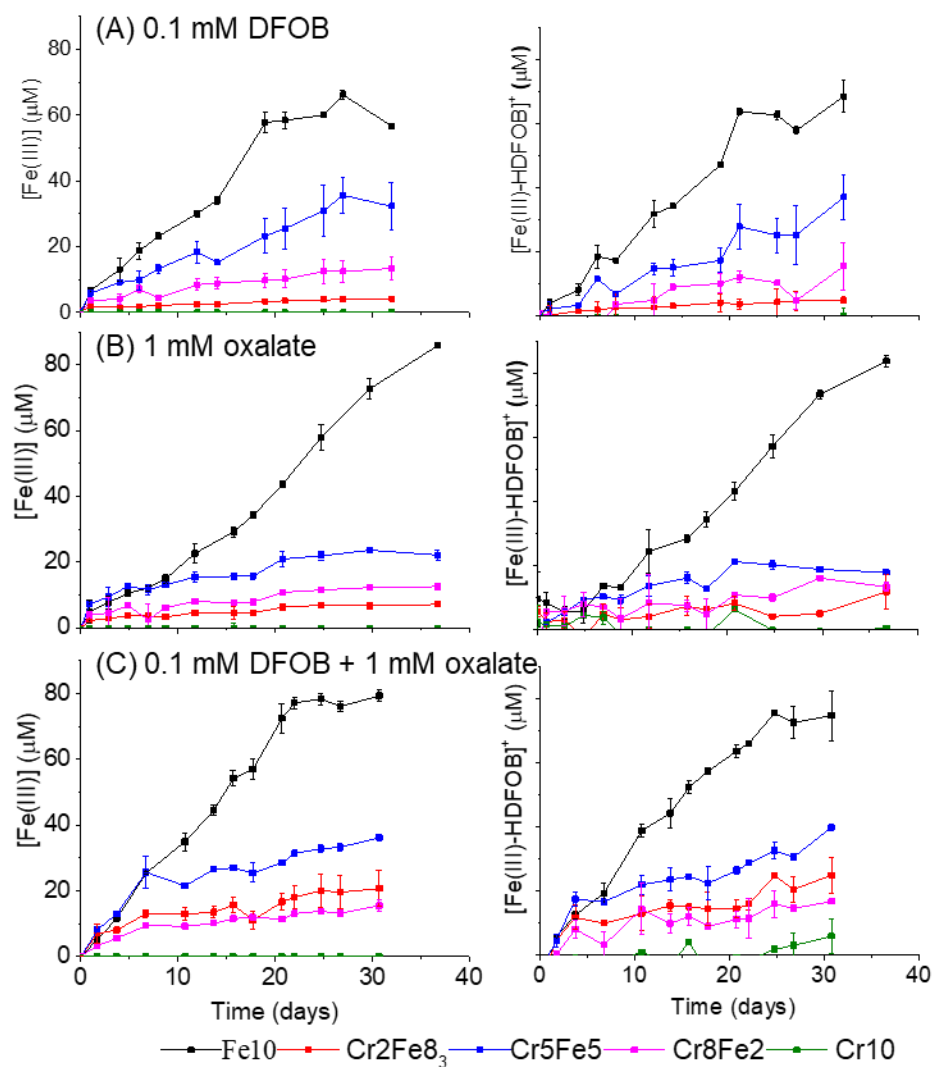 (A) 0.1 mM DFOB
[Fe(III)] (μM)
80
60
40
20
0
[Fe(III)-HDFOB]⁺ (μM)
(B) 1 mM oxalate
[Fe(III)] (μM)
80
60
40
20
0
[Fe(III)-HDFOB]⁺ (μM)
(C) 0.1 mM DFOB + 1 mM oxalate
[Fe(III)] (μM)
80
60
40
20
0
[Fe(III)-HDFOB]⁺ (μM)
0 10 20 30 40
0 10 20 30 40
Time (days)
Time (days)
Fe10 Cr2Fe8₃ Cr5Fe5 Cr8Fe2 Cr10